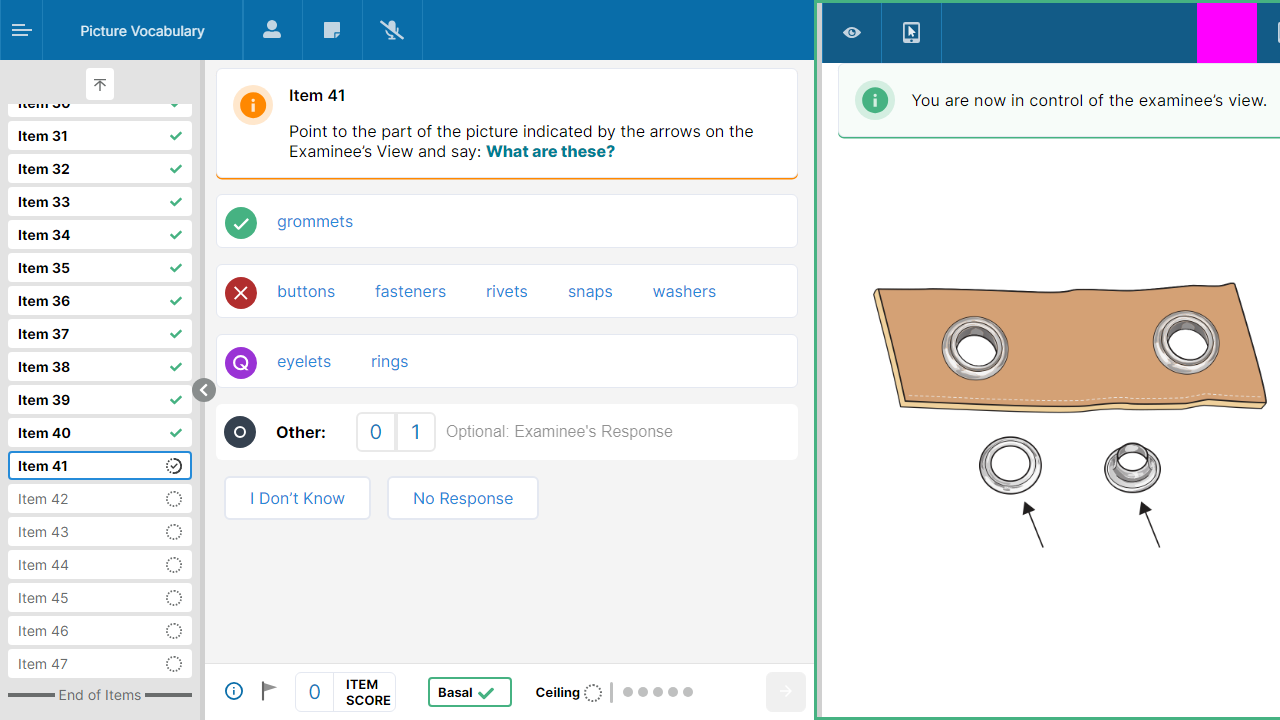 Picture Vocabulary
Item 30
Item 31
Item 32
Item 33
Item 34
Item 35
Item 36
Item 37
Item 38
Item 39
Item 40
Item 41
Item 42
Item 43
Item 44
Item 45
Item 46
Item 47
End of Items
Item 41
Point to the part of the picture indicated by the arrows on the
Examinee’s View and say: What are these?
grommets
buttons fasteners rivets snaps washers
Q eyelets rings
Other: 0 1 Optional: Examinee's Response
I Don’t Know No Response
0 ITEM
SCORE
Basal
Ceiling
You are now in control of the examinee’s view.